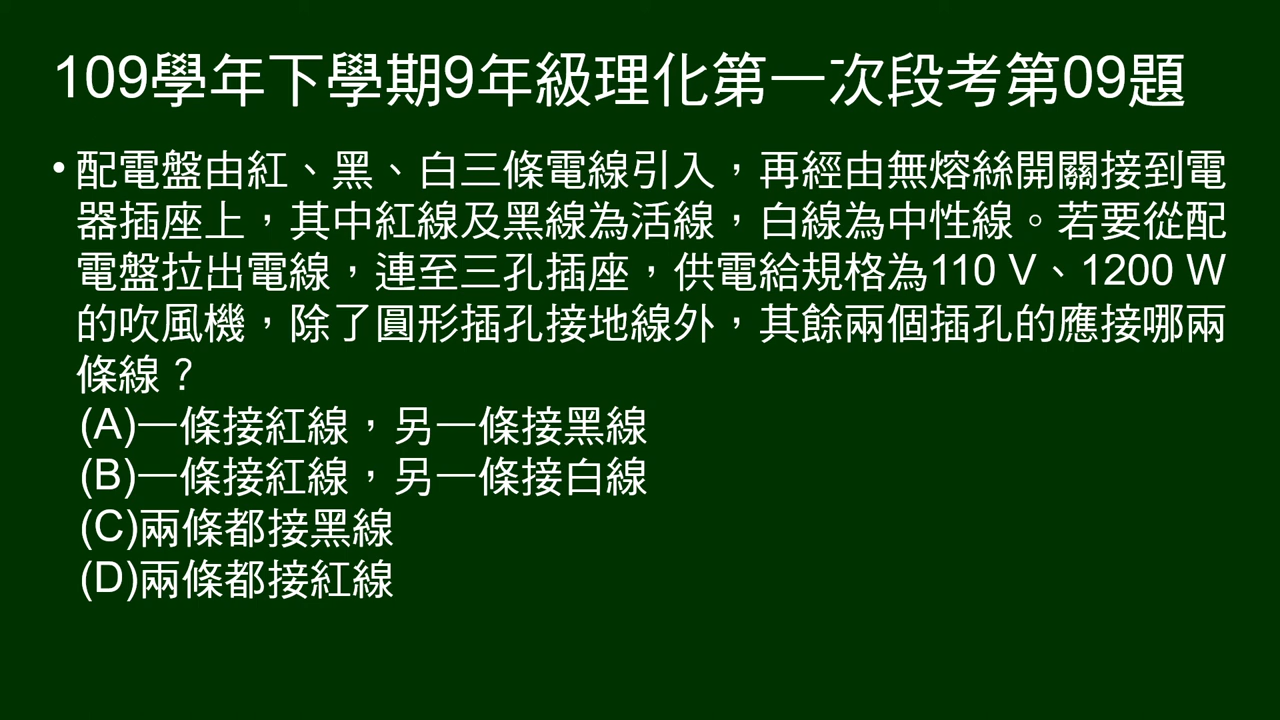 109學年下學期9年級理化第一次段考第09題
•配電盤由紅、黑、白三條電線引入，再經由無熔絲開關接到電
器插座上，其中紅線及黑線為活線，白線為中性線。若要從配
電盤拉出電線，連至三孔插座，供電給規格為110 V、1200 W
的吹風機，除了圓形插孔接地線外，其餘兩個插孔的應接哪兩
條線？
(A)一條接紅線，另一條接黑線
(B)一條接紅線，另一條接白線
(C)兩條都接黑線
(D)兩條都接紅線